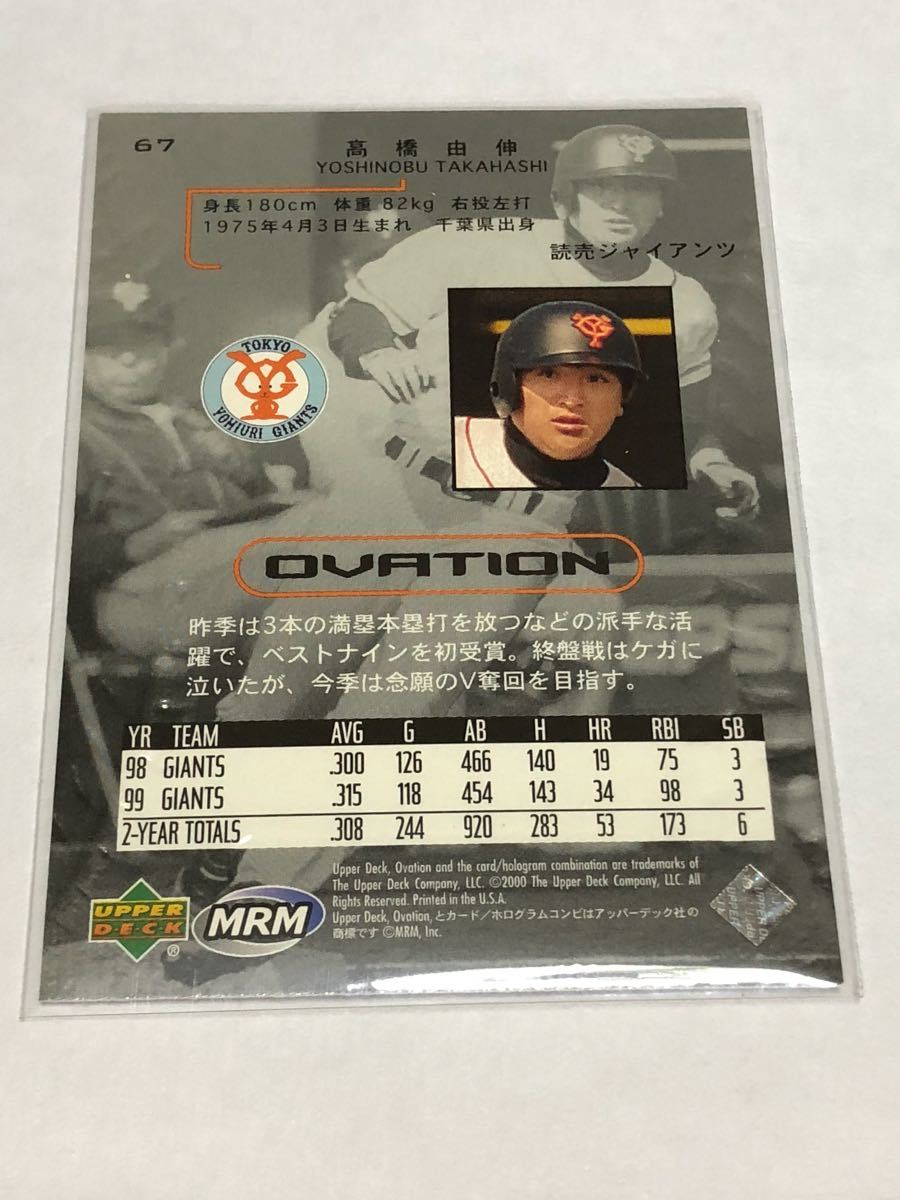 67
高橋由伸
YOSHINOBU TAKAHASHI
身長180cm 体重82kg 右投左打
1975年4月3日生まれ 千葉県出身
読売ジャイアンツ
TOKYO
YOMIURI GIANTS
OVATION
昨季は3本の満塁本塁打を放つなどの派手な活
躍で、ベストナインを初受賞。終盤戦はケガに
泣いたが、今季は念願のV奪回を目指す。
YR TEAM AVG G AB H HR RBI SB
98 GIANTS .300 126 466 140 19 75 3
99 GIANTS .315 118 454 143 34 98 3
2-YEAR TOTALS .308 244 920 283 53 173 6
Upper Deck, Ovation and the card/hologram combination are trademarks of
The Upper Deck Company, LLC. ©2000 The Upper Deck Company, LLC. All
Rights Reserved. Printed in the U.S.A.
Upper Deck, Ovation, とカード／ホログラムコンビはアッパーデック社の
商標です ©MRM, Inc.
UPPER
DECK
®
MRM